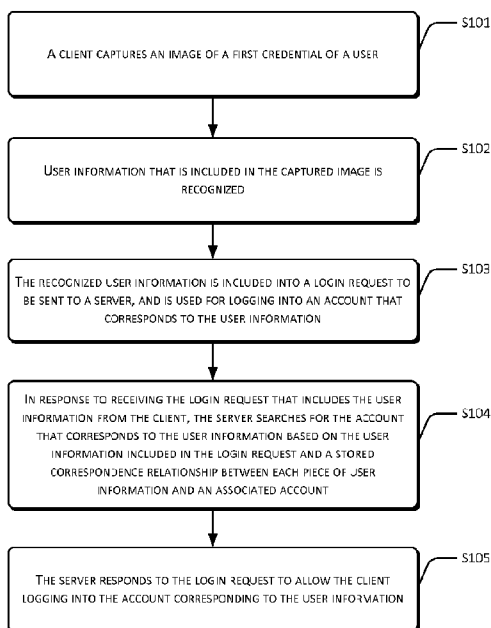 A CLIENT CAPTURES AN IMAGE OF A FIRST CREDENTIAL OF A USER
S101
USER INFORMATION THAT IS INCLUDED IN THE CAPTURED IMAGE IS
RECOGNIZED
S102
THE RECOGNIZED USER INFORMATION IS INCLUDED INTO A LOGIN REQUEST TO
BE SENT TO A SERVER, AND IS USED FOR LOGGING INTO AN ACCOUNT THAT
CORRESPONDS TO THE USER INFORMATION
S103
IN RESPONSE TO RECEIVING THE LOGIN REQUEST THAT INCLUDES THE USER
INFORMATION FROM THE CLIENT, THE SERVER SEARCHES FOR THE ACCOUNT
THAT CORRESPONDS TO THE USER INFORMATION BASED ON THE USER
INFORMATION INCLUDED IN THE LOGIN REQUEST AND A STORED
CORRESPONDENCE RELATIONSHIP BETWEEN EACH PIECE OF USER
INFORMATION AND AN ASSOCIATED ACCOUNT
S104
THE SERVER RESPONDS TO THE LOGIN REQUEST TO ALLOW THE CLIENT
LOGGING INTO THE ACCOUNT CORRESPONDING TO THE USER INFORMATION
S105